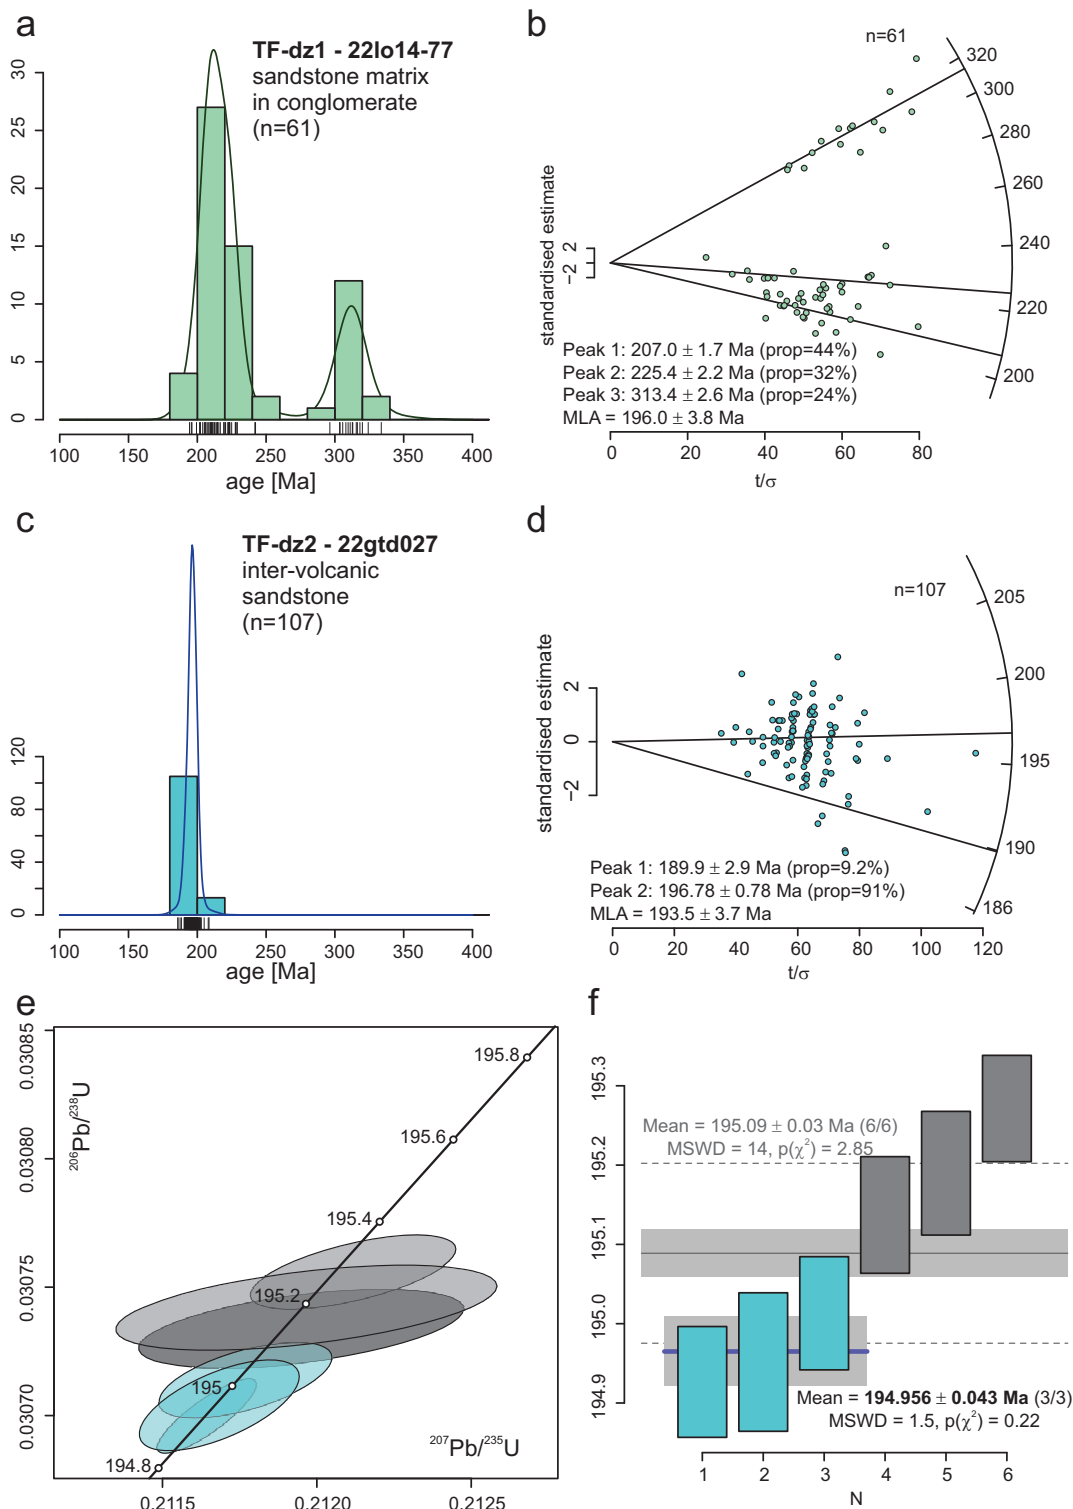 a
TF-dz1 - 22lo14-77
sandstone matrix
in conglomerate
(n=61)
30
25
20
15
10
5
0
100
150
200
250
300
350
400
age [Ma]
b
n=61
320
300
280
260
240
220
200
standardised estimate
2
−2
Peak 1: 207.0 ± 1.7 Ma (prop=44%)
Peak 2: 225.4 ± 2.2 Ma (prop=32%)
Peak 3: 313.4 ± 2.6 Ma (prop=24%)
MLA = 196.0 ± 3.8 Ma
0
20
40
60
80
t/σ
c
TF-dz2 - 22gtd027
inter-volcanic
sandstone
(n=107)
120
80
40
0
100
150
200
250
300
350
400
age [Ma]
d
n=107
205
200
195
190
186
standardised estimate
2
0
−2
Peak 1: 189.9 ± 2.9 Ma (prop=9.2%)
Peak 2: 196.78 ± 0.78 Ma (prop=91%)
MLA = 193.5 ± 3.7 Ma
0
20
40
60
80
100
120
t/σ
e
0.03085
0.03080
0.03075
0.03070
206Pb/238U
195.8
195.6
195.4
195.2
195
194.8
207Pb/235U
0.2115
0.2120
0.2125
f
195.3
195.2
195.1
195.0
194.9
Mean = 195.09 ± 0.03 Ma (6/6)
MSWD = 14, p(χ2) = 2.85
Mean = 194.956 ± 0.043 Ma (3/3)
MSWD = 1.5, p(χ2) = 0.22
1
2
3
4
5
6
N